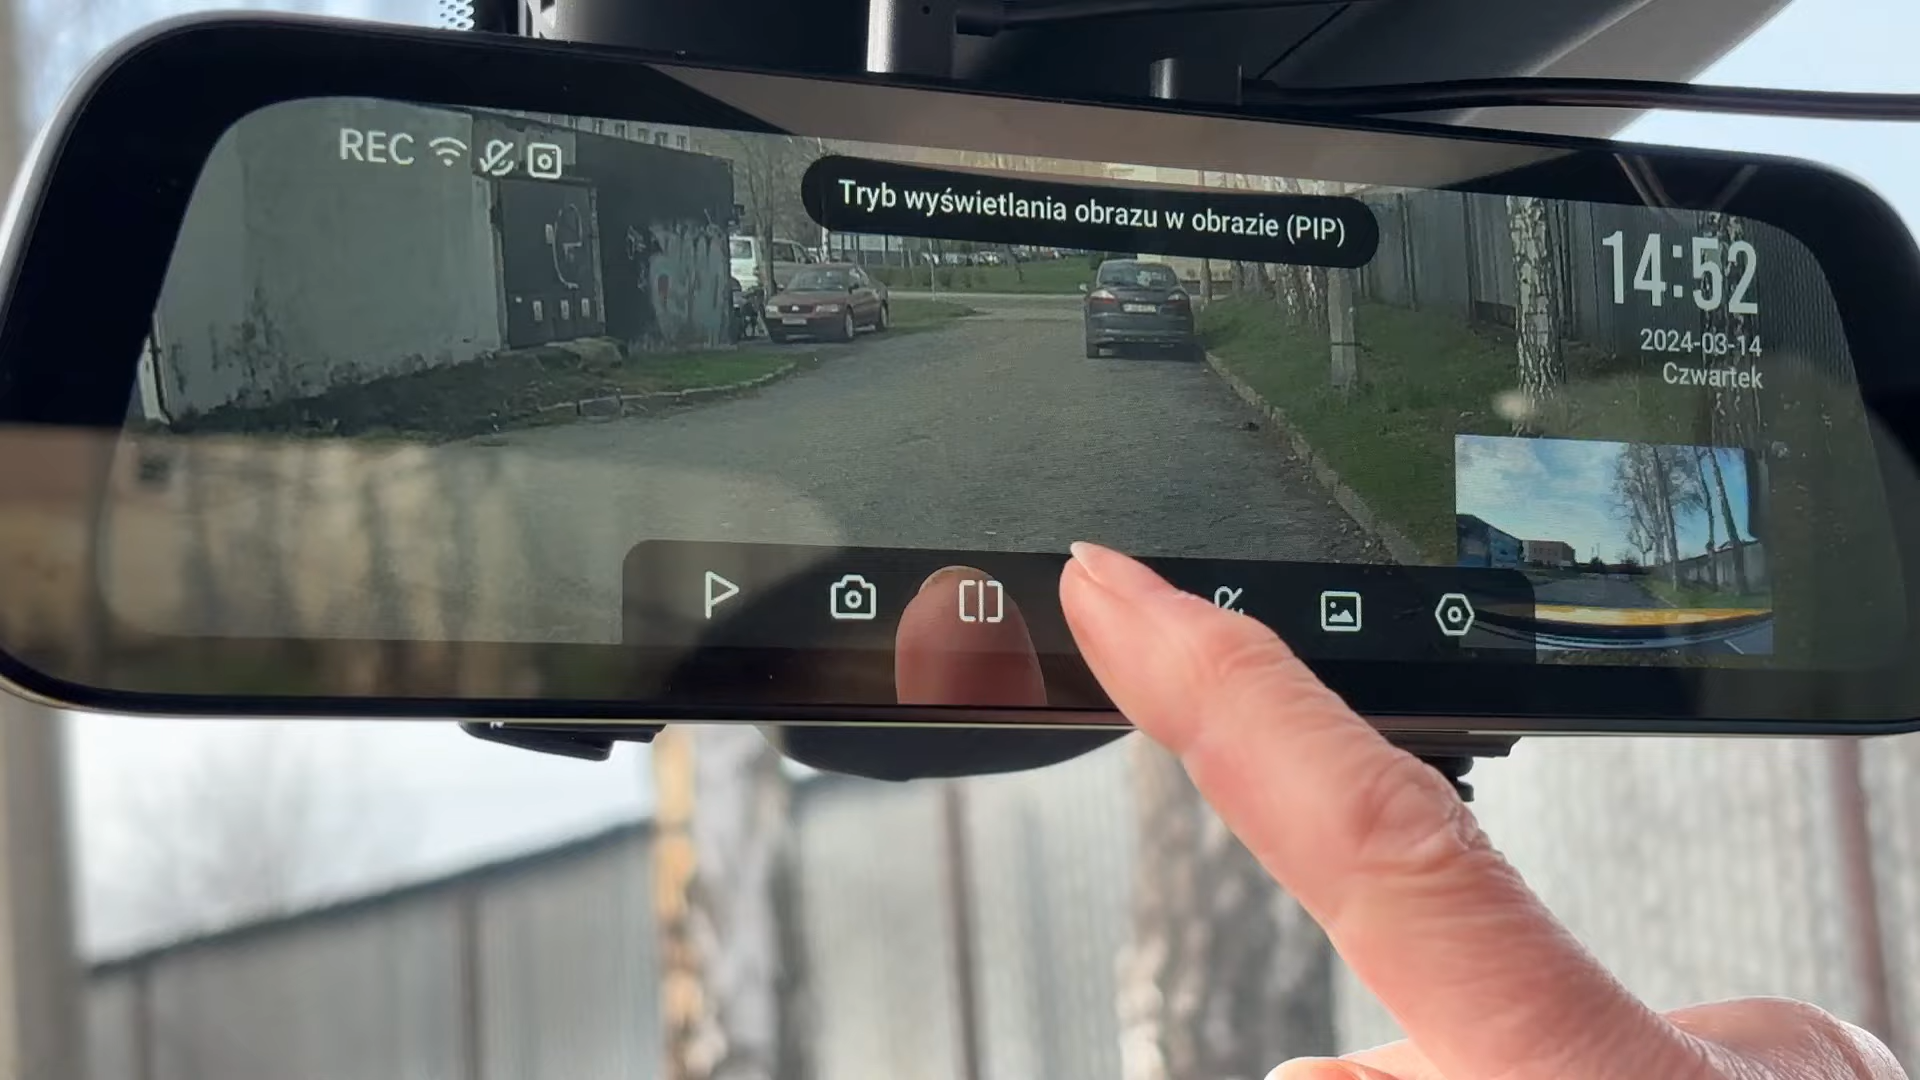 REC
Tryb wyświetlania obrazu w obrazie (PIP)
14:52
2024-03-14
Czwartek